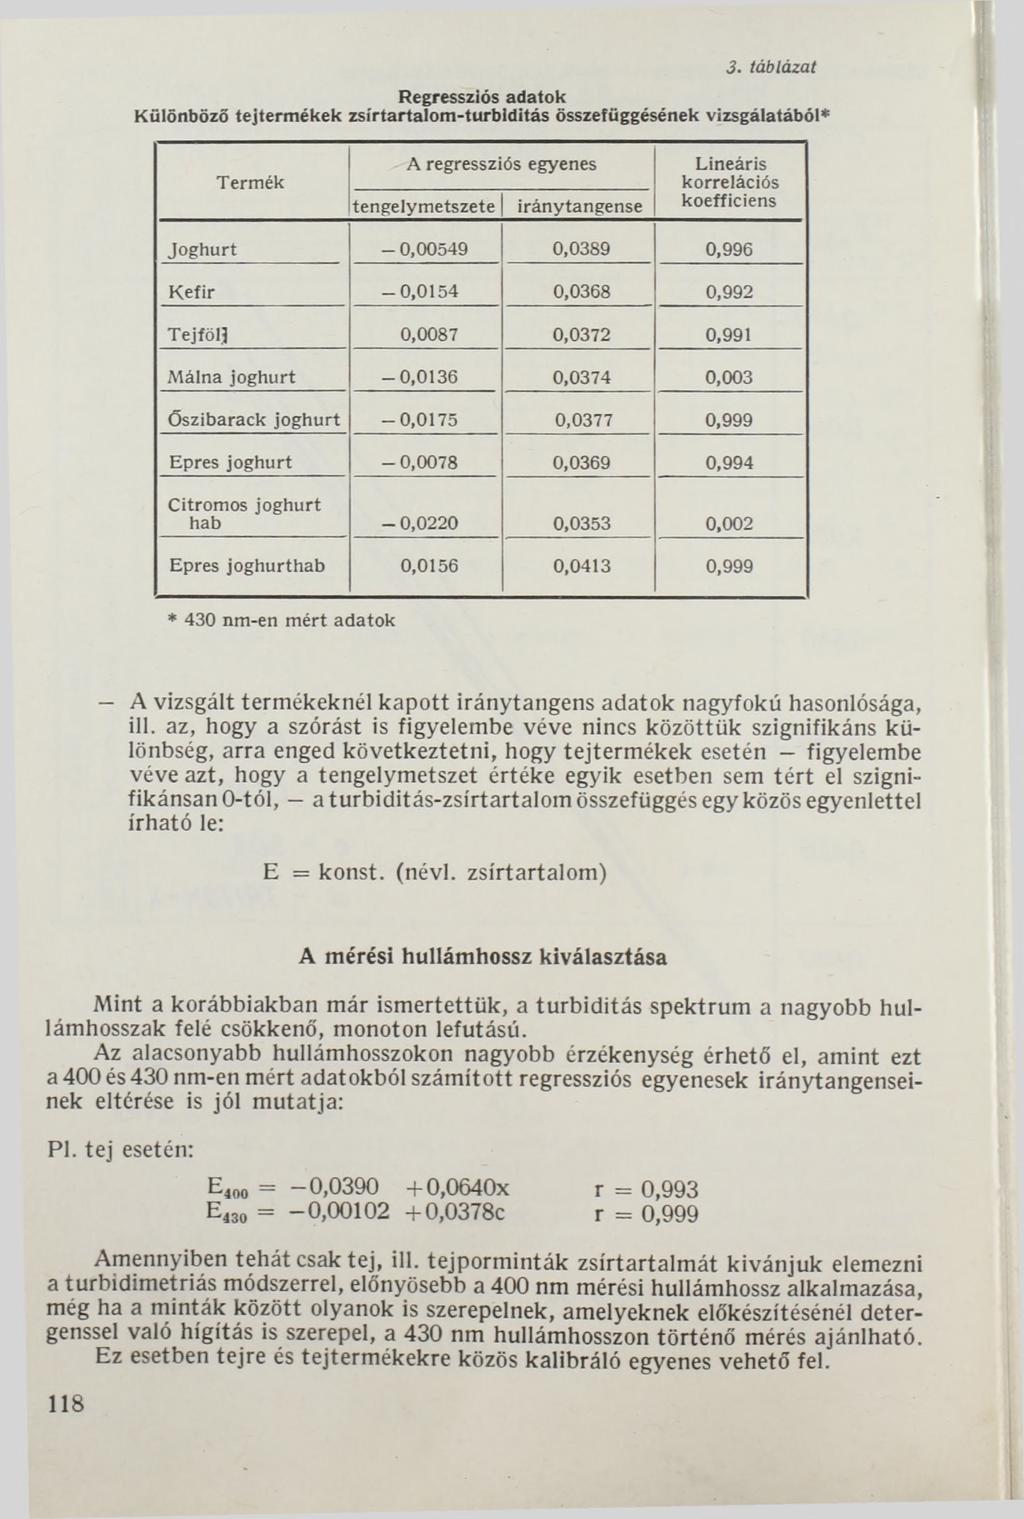 3. táblázat
Regressziós adatok
Különböző tejtermékek zsírtartalom-turbiditás összefüggésének vizsgálatából*
Termék
A regressziós egyenes
Lineáris
korrelációs
koefficiens
tengelymetszete
iránytangense
Joghurt – 0,00549 0,0389 0,996
Kefir – 0,0154 0,0368 0,992
Tejföl 0,0087 0,0372 0,991
Málna joghurt – 0,0136 0,0374 0,003
Őszibarack joghurt – 0,0175 0,0377 0,999
Epres joghurt – 0,0078 0,0369 0,994
Citromos joghurt
hab – 0,0220 0,0353 0,002
Epres joghurthab 0,0156 0,0413 0,999
* 430 nm-en mért adatok
– A vizsgált termékeknél kapott iránytangens adatok nagyfokú hasonlósága,
ill. az, hogy a szórást is figyelembe véve nincs közöttük szignifikáns kü-
lönbség, arra enged következtetni, hogy tejtermékek esetén – figyelembe
véve azt, hogy a tengelymetszet értéke egyik esetben sem tért el szigni-
fikánsan 0-tól, – a turbiditás-zsírtartalom összefüggés egy közös egyenlettel
írható le:
E = konst. (névl. zsírtartalom)
A mérési hullámhossz kiválasztása
Mint a korábbiakban már ismertettük, a turbiditás spektrum a nagyobb hul-
lámhosszak felé csökkenő, monoton lefutású.
Az alacsonyabb hullámhosszokon nagyobb érzékenység érhető el, amint ezt
a 400 és 430 nm-en mért adatokból számított regressziós egyenesek iránytangensei-
nek eltérése is jól mutatja:
Pl. tej esetén:
E₄₀₀ = –0,0390 +0,0640x r = 0,993
E₄₃₀ = –0,00102 +0,0378c r = 0,999
Amennyiben tehát csak tej, ill. tejporminták zsírtartalmát kivánjuk elemezni
a turbidimetriás módszerrel, előnyösebb a 400 nm mérési hullámhossz alkalmazása,
még ha a minták között olyanok is szerepelnek, amelyeknek előkészítésénél deter-
genssel való hígítás is szerepel, a 430 nm hullámhosszon történő mérés ajánlható.
Ez esetben tejre és tejtermékekre közös kalibráló egyenes vehető fel.
118